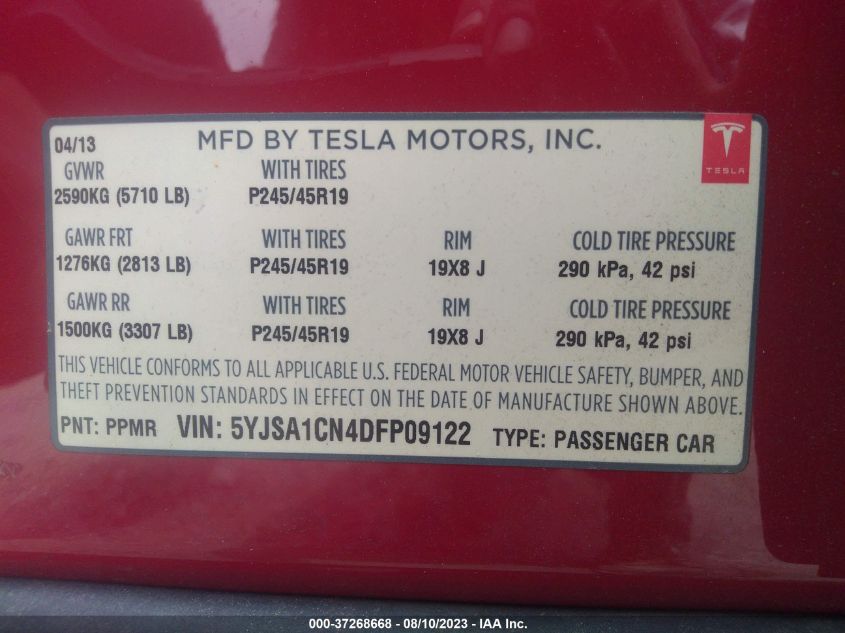 04/13 MFD BY TESLA MOTORS, INC.
TESLA
GVWR WITH TIRES
2590KG (5710 LB) P245/45R19
GAWR FRT WITH TIRES RIM COLD TIRE PRESSURE
1276KG (2813 LB) P245/45R19 19X8 J 290 kPa, 42 psi
GAWR RR WITH TIRES RIM COLD TIRE PRESSURE
1500KG (3307 LB) P245/45R19 19X8 J 290 kPa, 42 psi
THIS VEHICLE CONFORMS TO ALL APPLICABLE U.S. FEDERAL MOTOR VEHICLE SAFETY, BUMPER, AND
THEFT PREVENTION STANDARDS IN EFFECT ON THE DATE OF MANUFACTURE SHOWN ABOVE.
PNT: PPMR VIN: 5YJSA1CN4DFP09122 TYPE: PASSENGER CAR
000-37268668 - 08/10/2023 - IAA Inc.